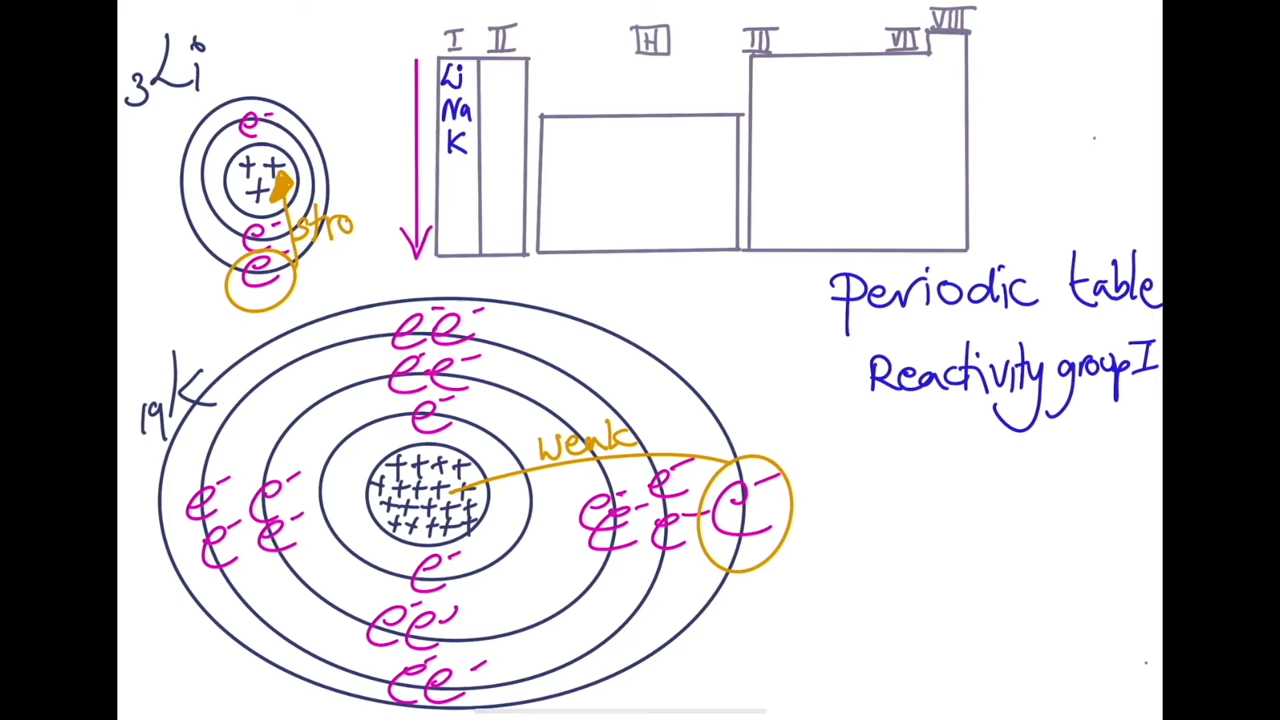 I II H III VII VIII
₃Li
Li
Na
K
e⁻
+ +
+
e⁻
stro
e⁻
Periodic table
Reactivity group I
₁₉K
e⁻ e⁻
e⁻ e⁻
e⁻
weak
+ + + +
+ + + + +
+ + + + +
+ + + + +
e⁻ e⁻ e⁻ e⁻ e⁻
e⁻ e⁻ e⁻ e⁻
e⁻
e⁻ e⁻
e⁻ e⁻